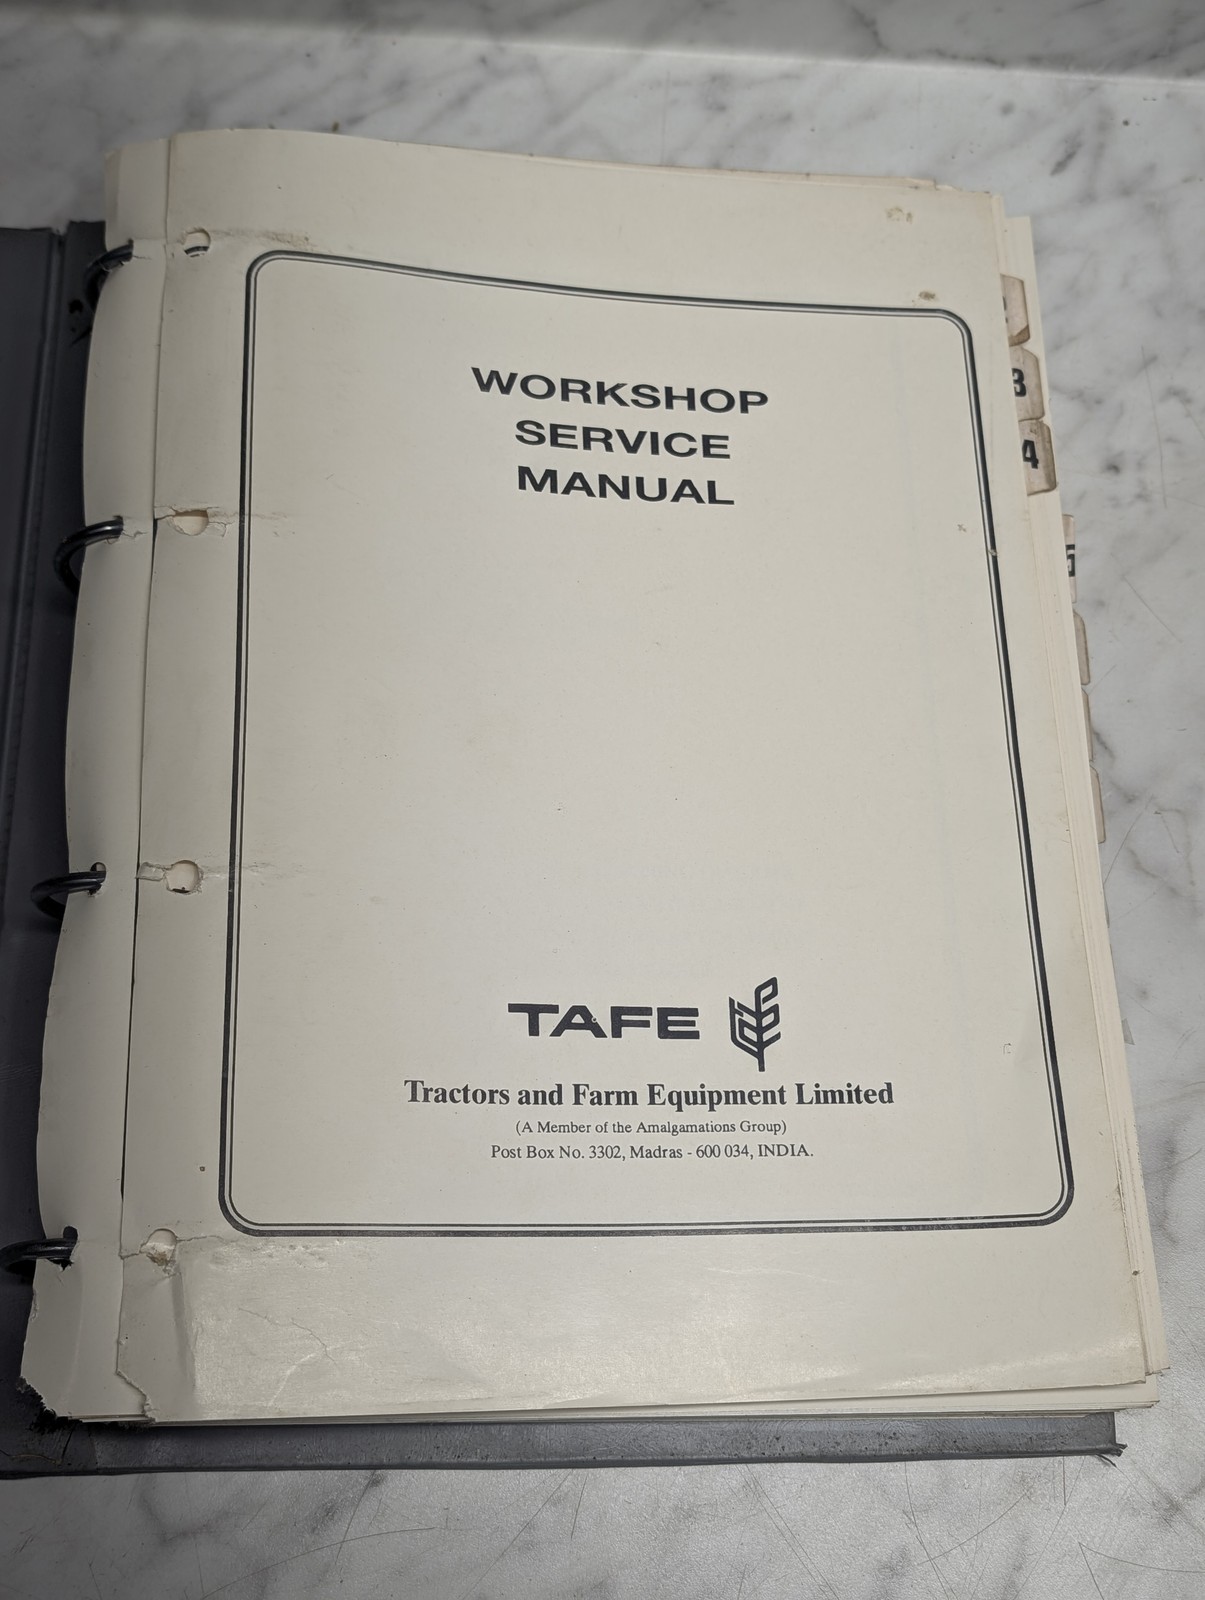 WORKSHOP
SERVICE
MANUAL
3
4
5
TAFE
Tractors and Farm Equipment Limited
(A Member of the Amalgamations Group)
Post Box No. 3302, Madras - 600 034, INDIA.